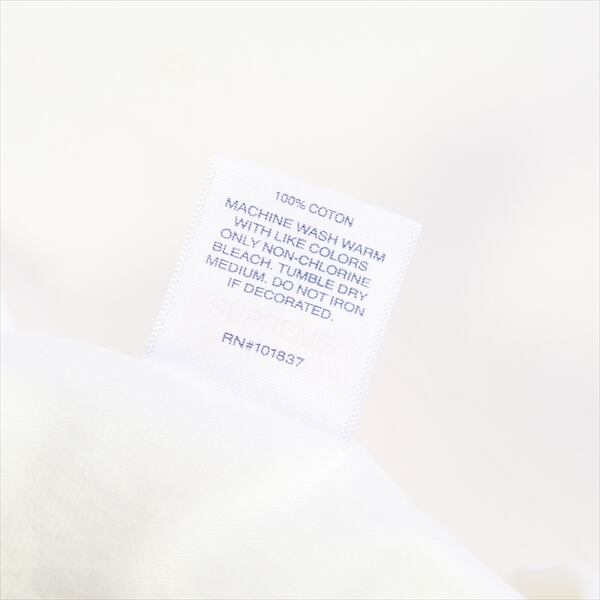 100% COTON
MACHINE WASH WARM
WITH LIKE COLORS
ONLY NON-CHLORINE
BLEACH. TUMBLE DRY
MEDIUM. DO NOT IRON
IF DECORATED.
SUPREME
RN#101837